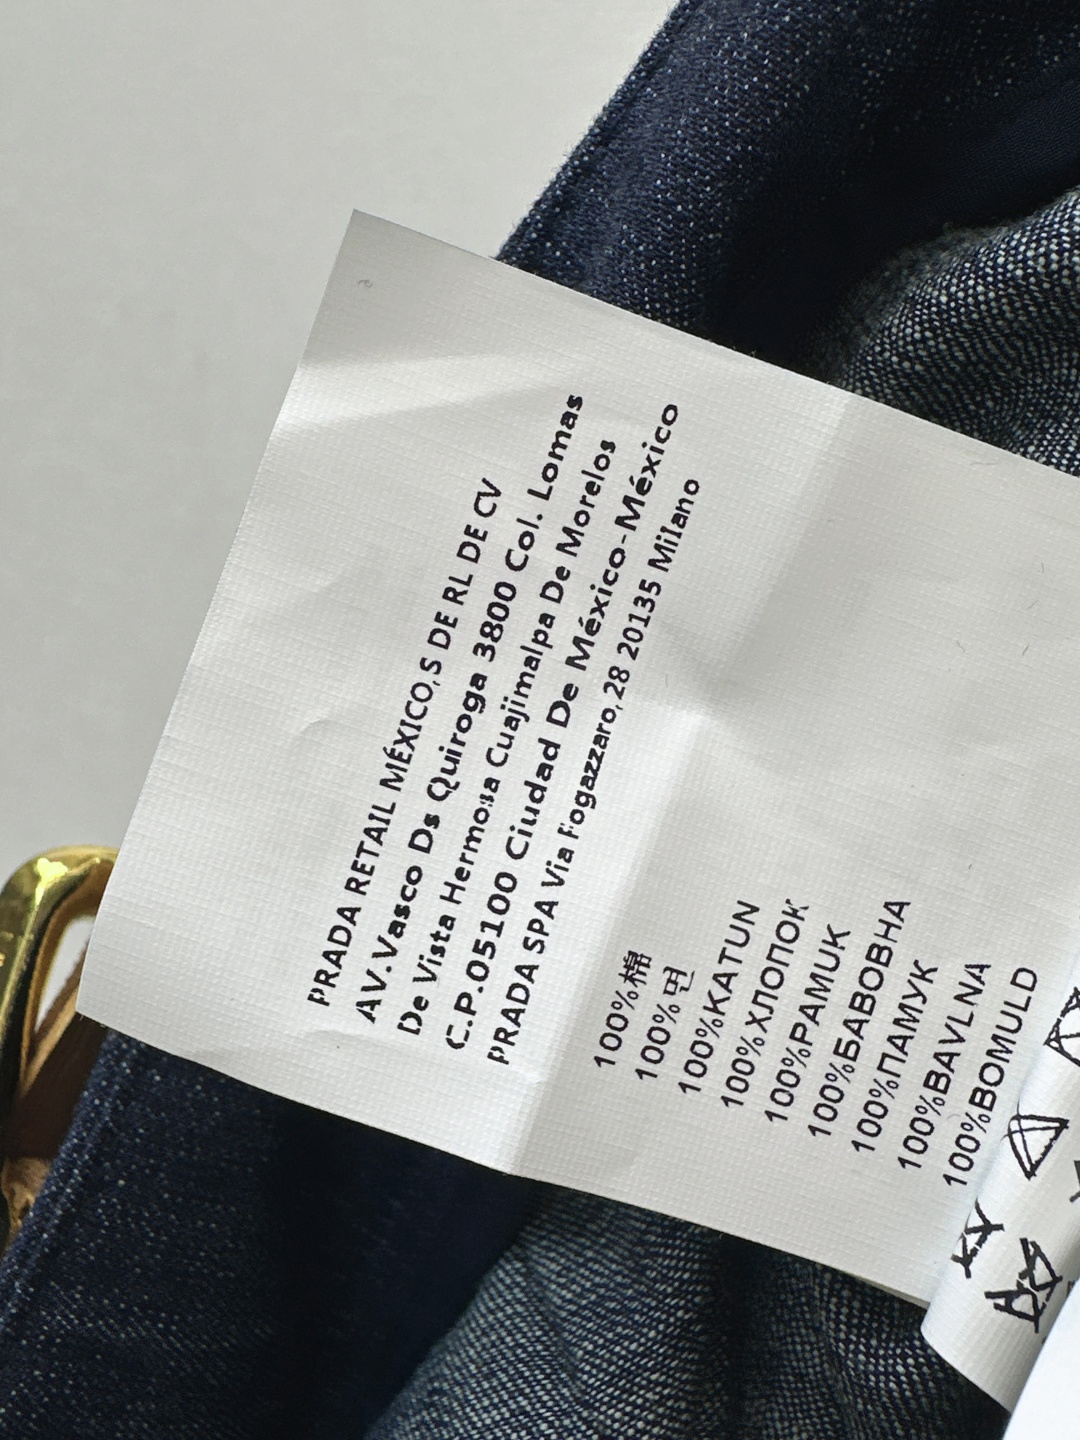 PRADA RETAIL MÉXICO,S DE RL DE CV
AV.Vasco Ds Quiroga 3800 Col. Lomas
De Vista Hermosa Cuajimalpa De Morelos
C.P.05100 Ciudad De México-México
PRADA SPA Via Fogazzaro,28 20135 Milano
100%棉
100%면
100%KATUN
100%ХЛОПОК
100%PAMUK
100%БАВОВНА
100%ПАМУК
100%BAVLNA
100%BOMULD